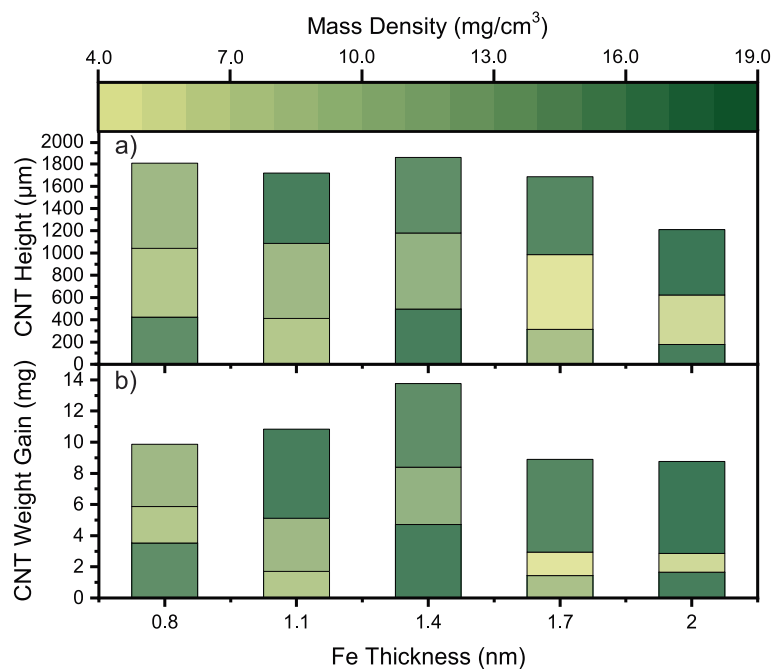 Mass Density (mg/cm³)
4.0 7.0 10.0 13.0 16.0 19.0
a)
CNT Height (μm)
2000
1800
1600
1400
1200
1000
800
600
400
200
0
b)
CNT Weight Gain (mg)
14
12
10
8
6
4
2
0
0.8 1.1 1.4 1.7 2
Fe Thickness (nm)